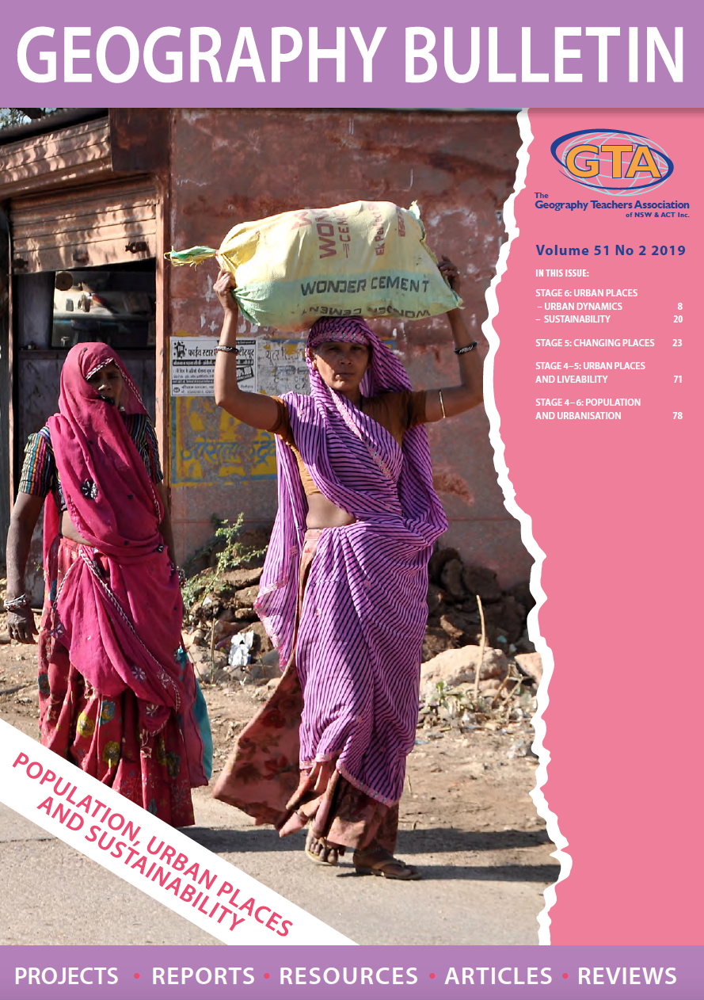 GEOGRAPHY BULLETIN
GTA
The
Geography Teachers Association
of NSW & ACT Inc.
Volume 51 No 2 2019
IN THIS ISSUE:
STAGE 6: URBAN PLACES
– URBAN DYNAMICS 8
– SUSTAINABILITY 20
STAGE 5: CHANGING PLACES 23
STAGE 4–5: URBAN PLACES
AND LIVEABILITY 71
STAGE 4–6: POPULATION
AND URBANISATION 78
WONDER CEMENT
WONDER CEMENT
फाईव स्टार
POPULATION, URBAN PLACES
AND SUSTAINABILITY
PROJECTS • REPORTS • RESOURCES • ARTICLES • REVIEWS